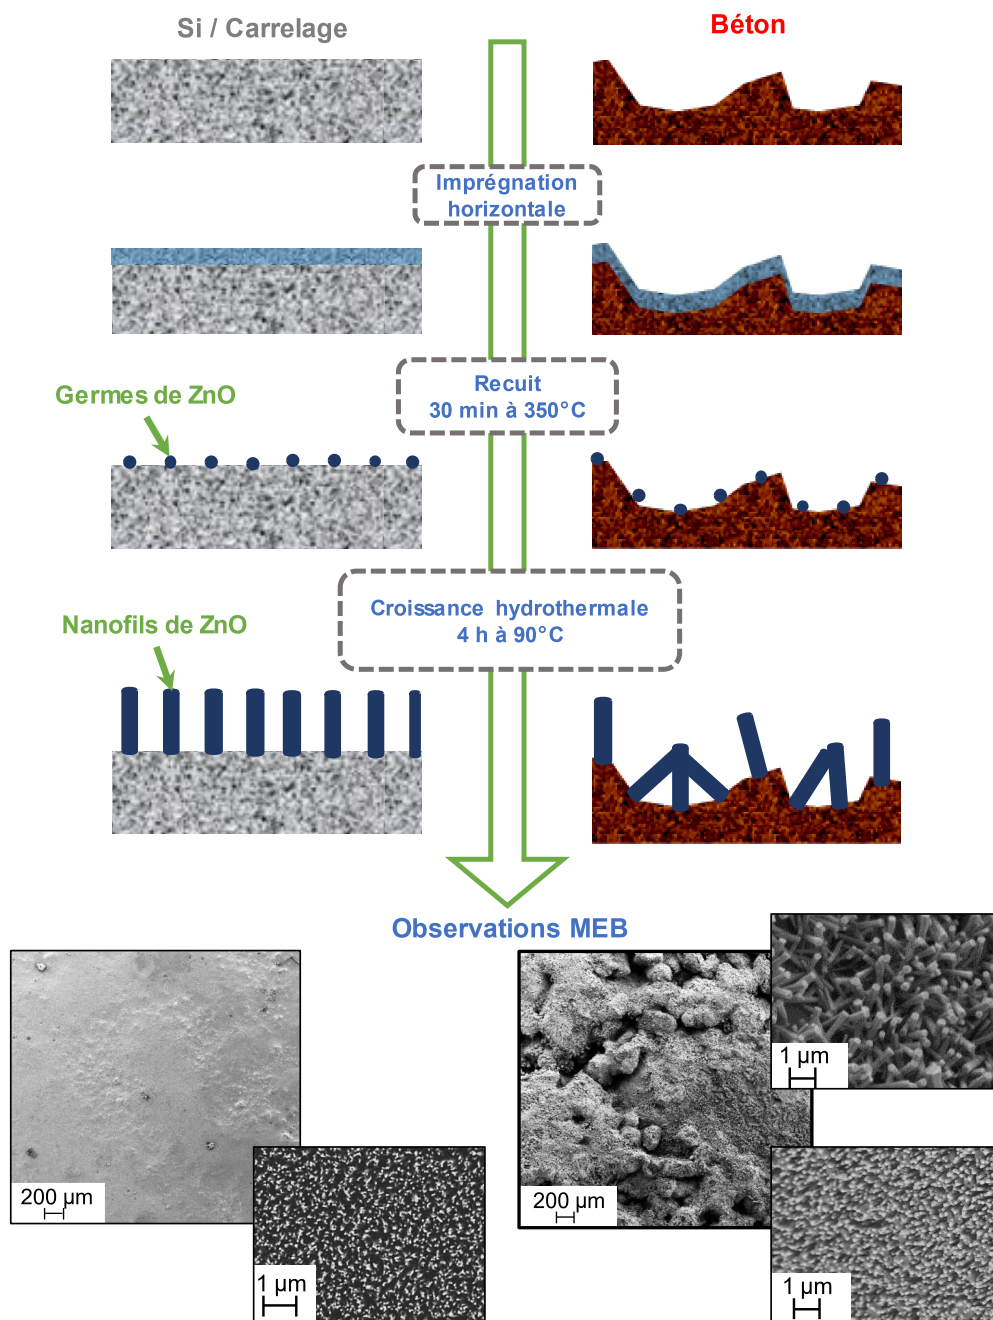 Si / Carrelage
Béton
Imprégnation
horizontale
Recuit
30 min à 350°C
Germes de ZnO
Croissance hydrothermale
4 h à 90°C
Nanofils de ZnO
Observations MEB
200 µm
1 µm
200 µm
1 µm
1 µm